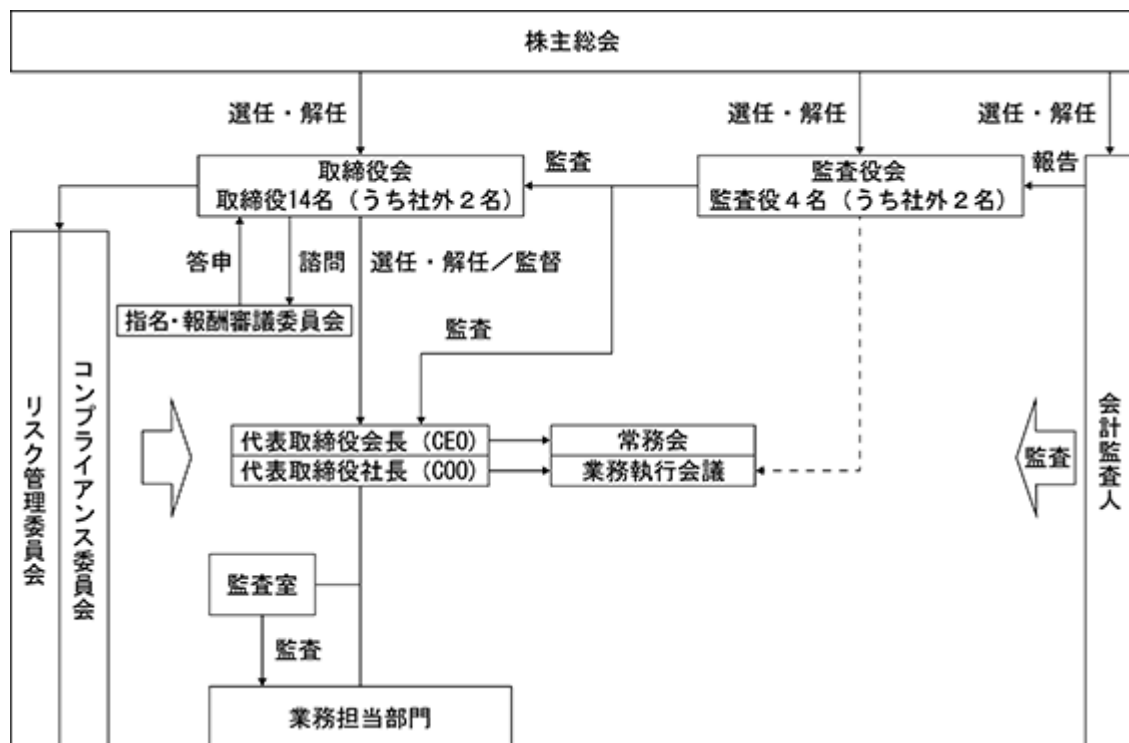 株主総会
選任・解任
選任・解任
選任・解任
取締役会
取締役14名（うち社外２名）
監査
監査役会
監査役４名（うち社外２名）
報告
答申
諮問
選任・解任／監督
指名・報酬審議委員会
監査
リスク管理委員会
コンプライアンス委員会
代表取締役会長（CEO）
代表取締役社長（COO）
常務会
業務執行会議
監査
会計監査人
監査室
監査
業務担当部門